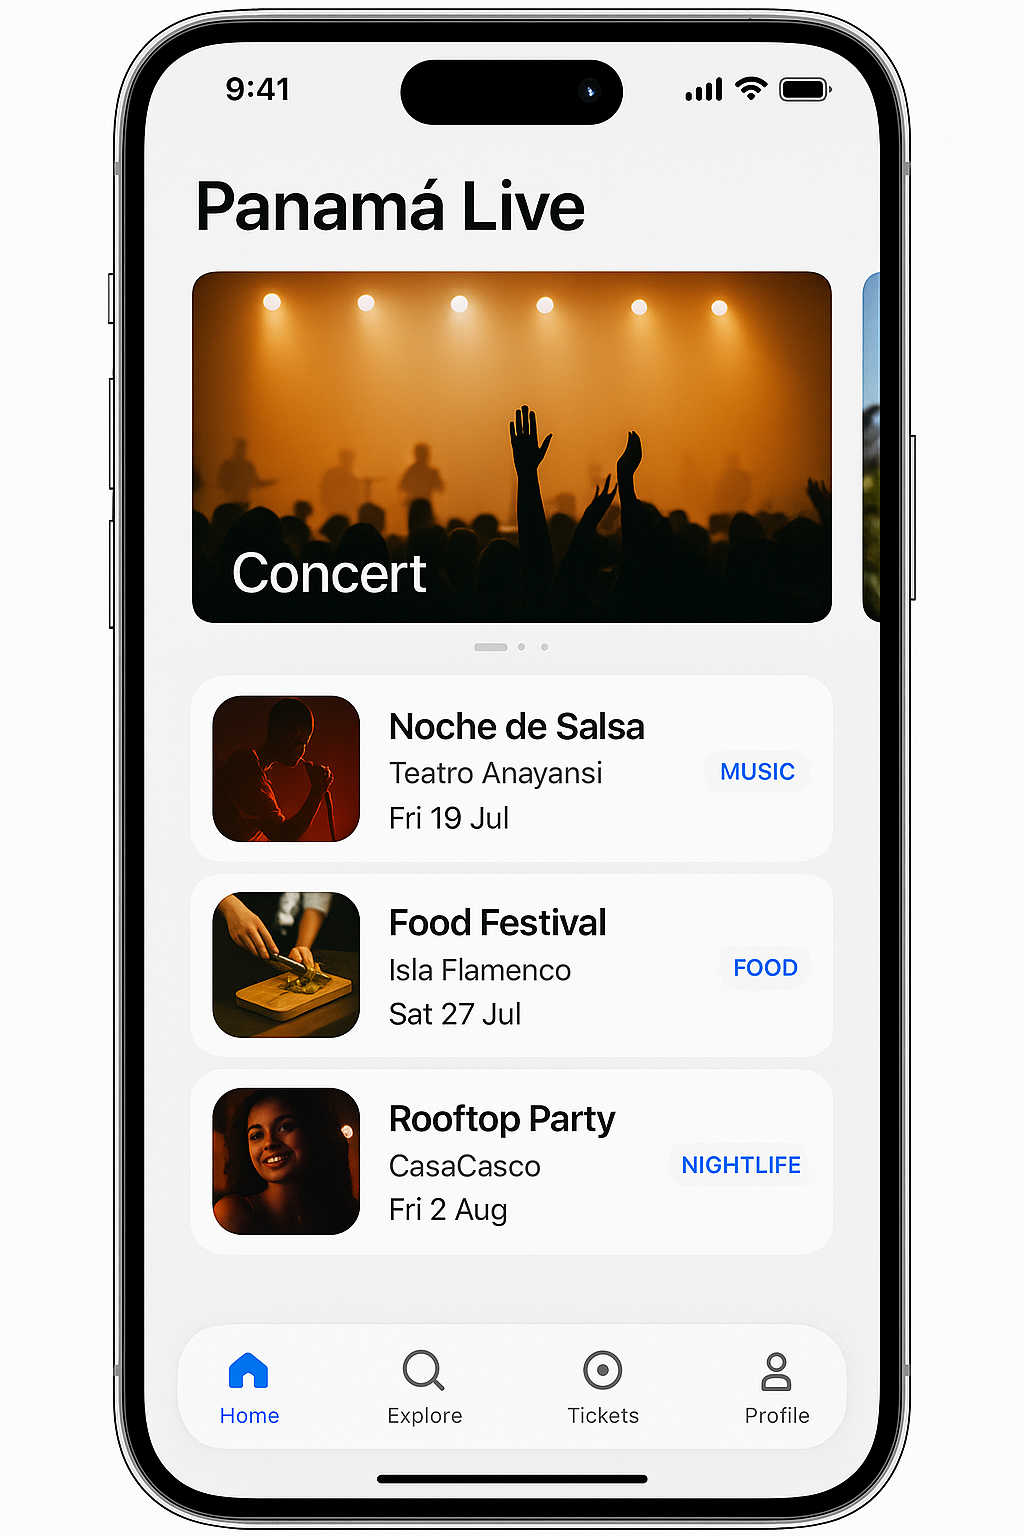 9:41
Panamá Live
Concert
Noche de Salsa
Teatro Anayansi
Fri 19 Jul
MUSIC
Food Festival
Isla Flamenco
Sat 27 Jul
FOOD
Rooftop Party
CasaCasco
Fri 2 Aug
NIGHTLIFE
Home
Explore
Tickets
Profile